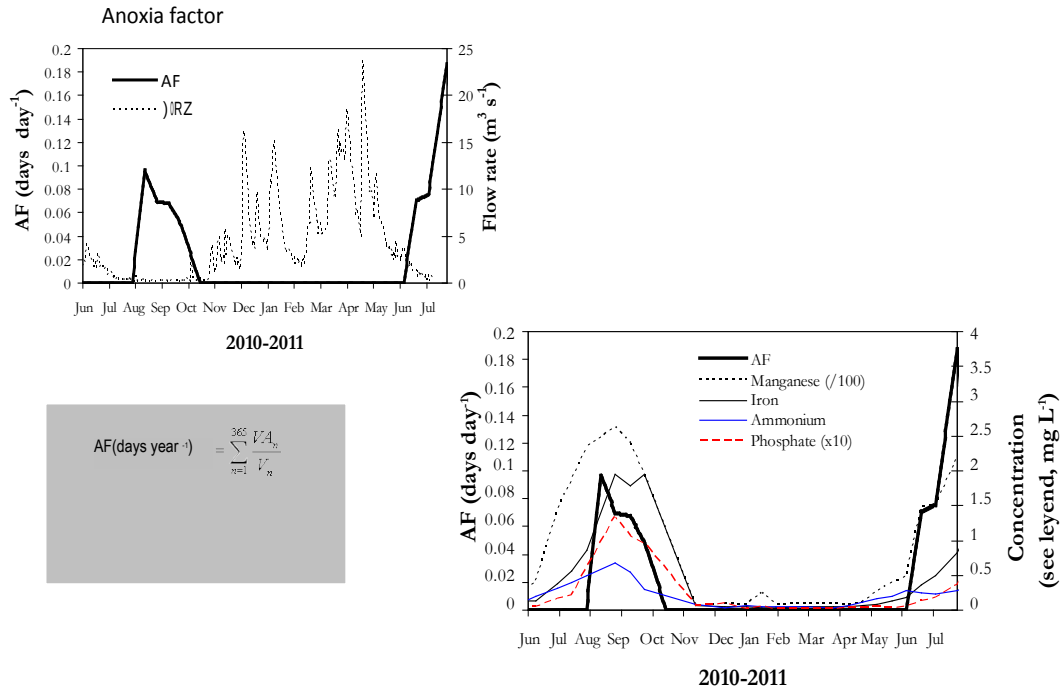 Anoxia factor
0.2
0.18
0.16
0.14
0.12
0.1
0.08
0.06
0.04
0.02
0
AF (days day⁻¹)
AF
25
20
15
10
5
0
Flow rate (m³ s⁻¹)
Jun Jul Aug Sep Oct Nov Dec Jan Feb Mar Apr May Jun Jul
2010-2011
AF(days year ⁻¹) = ∑ₙ₌₁³⁶⁵ VAₙ/Vₙ
0.2
0.18
0.16
0.14
0.12
0.1
0.08
0.06
0.04
0.02
0
AF (days day⁻¹)
AF
Manganese (/100)
Iron
Ammonium
Phosphate (x10)
4
3.5
3
2.5
2
1.5
1
0.5
0
Concentration
(see leyend, mg L⁻¹)
Jun Jul Aug Sep Oct Nov Dec Jan Feb Mar Apr May Jun Jul
2010-2011